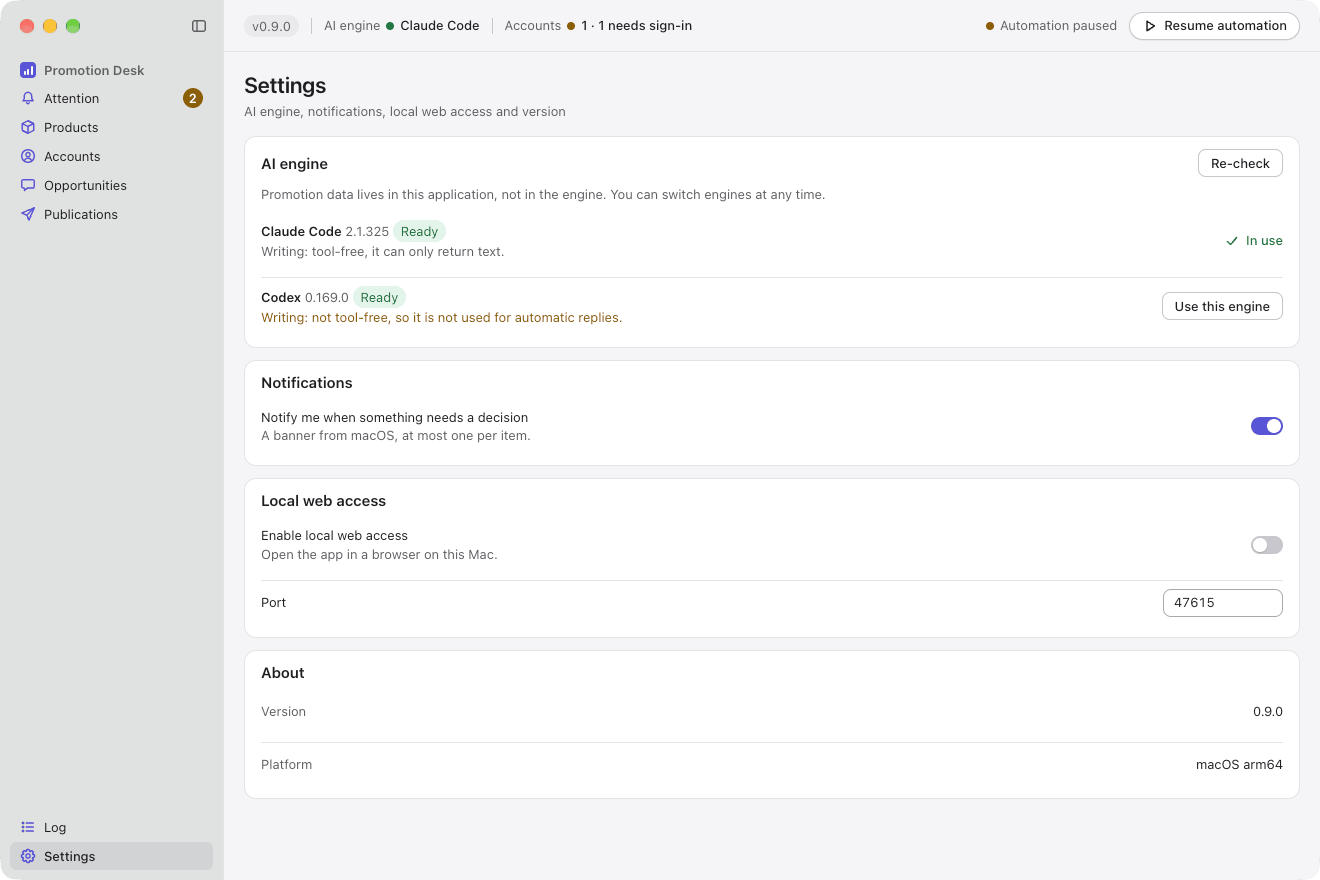 Promotion Desk
Attention
2
Products
Accounts
Opportunities
Publications
Log
Settings
v0.9.0
AI engine Claude Code
Accounts 1 · 1 needs sign-in
Automation paused
Resume automation
Settings
AI engine, notifications, local web access and version
AI engine
Re-check
Promotion data lives in this application, not in the engine. You can switch engines at any time.
Claude Code 2.1.325 Ready
Writing: tool-free, it can only return text.
In use
Codex 0.169.0 Ready
Writing: not tool-free, so it is not used for automatic replies.
Use this engine
Notifications
Notify me when something needs a decision
A banner from macOS, at most one per item.
Local web access
Enable local web access
Open the app in a browser on this Mac.
Port
47615
About
Version
0.9.0
Platform
macOS arm64